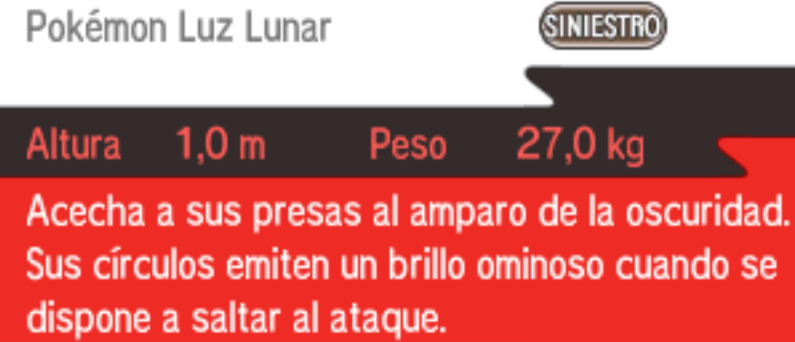 Pokémon Luz Lunar
SINIESTRO
Altura 1,0 m Peso 27,0 kg
Acecha a sus presas al amparo de la oscuridad.
Sus círculos emiten un brillo ominoso cuando se
dispone a saltar al ataque.